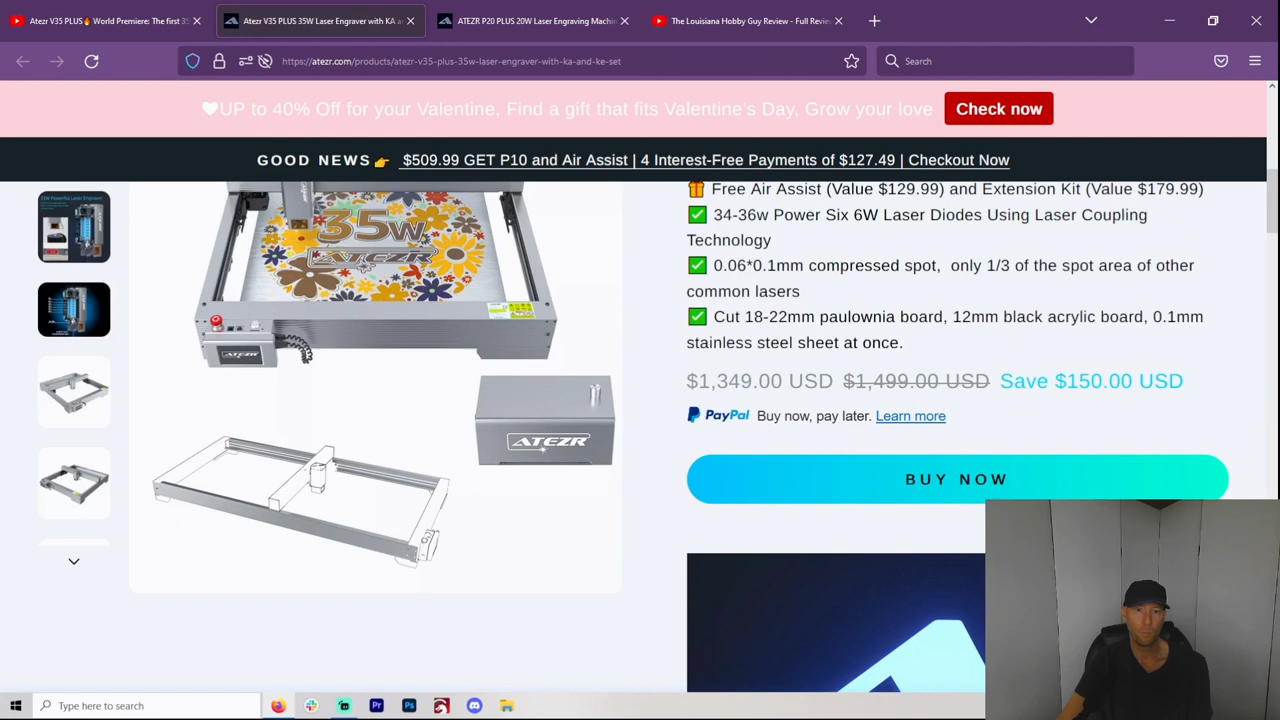 Atezr V35 PLUS🔥 World Premiere: The first 35
Atezr V35 PLUS 35W Laser Engraver with KA an
ATEZR P20 PLUS 20W Laser Engraving Machin
The Louisiana Hobby Guy Review - Full Review
https://atezr.com/products/atezr-v35-plus-35w-laser-engraver-with-ka-and-ke-set
Search
🤍UP to 40% Off for your Valentine, Find a gift that fits Valentine's Day, Grow your love
Check now
GOOD NEWS👉 $509.99 GET P10 and Air Assist | 4 Interest-Free Payments of $127.49 | Checkout Now
35w
ATEZR
ATEZR
ATEZR
🎁 Free Air Assist (Value $129.99) and Extension Kit (Value $179.99)
✅ 34-36w Power Six 6W Laser Diodes Using Laser Coupling
Technology
✅ 0.06*0.1mm compressed spot, only 1/3 of the spot area of other
common lasers
✅ Cut 18-22mm paulownia board, 12mm black acrylic board, 0.1mm
stainless steel sheet at once.
$1,349.00 USD $1,499.00 USD Save $150.00 USD
PayPal Buy now, pay later. Learn more
BUY NOW
Type here to search
Pr
Ps